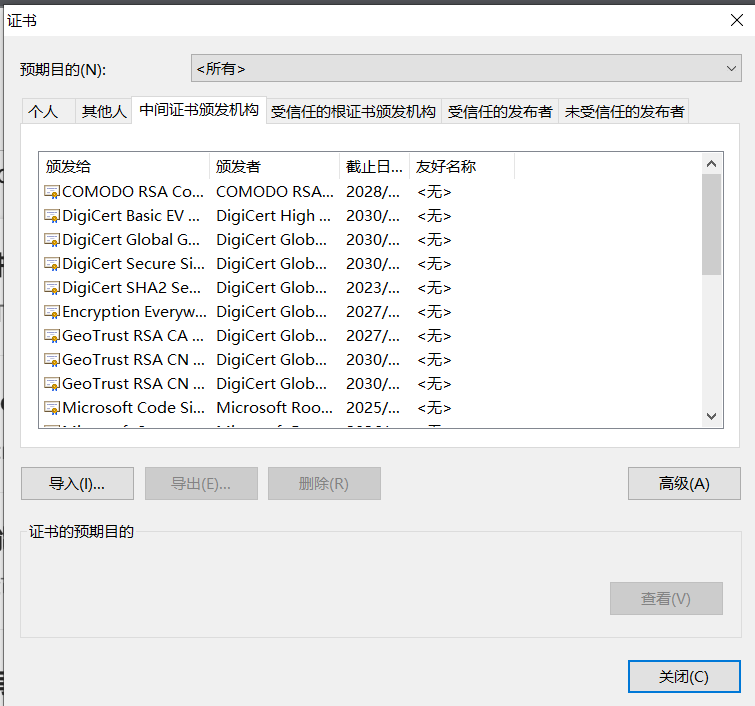 证书
预期目的(N): <所有>
个人 其他人 中间证书颁发机构 受信任的根证书颁发机构 受信任的发布者 未受信任的发布者
颁发给 颁发者 截止日... 友好名称
COMODO RSA Co... COMODO RSA... 2028/... <无>
DigiCert Basic EV ... DigiCert High ... 2030/... <无>
DigiCert Global G... DigiCert Glob... 2030/... <无>
DigiCert Secure Si... DigiCert Glob... 2030/... <无>
DigiCert SHA2 Se... DigiCert Glob... 2023/... <无>
Encryption Everyw... DigiCert Glob... 2027/... <无>
GeoTrust RSA CA ... DigiCert Glob... 2027/... <无>
GeoTrust RSA CN ... DigiCert Glob... 2030/... <无>
GeoTrust RSA CN ... DigiCert Glob... 2030/... <无>
Microsoft Code Si... Microsoft Roo... 2025/... <无>
导入(I)... 导出(E)... 删除(R) 高级(A)
证书的预期目的
查看(V)
关闭(C)